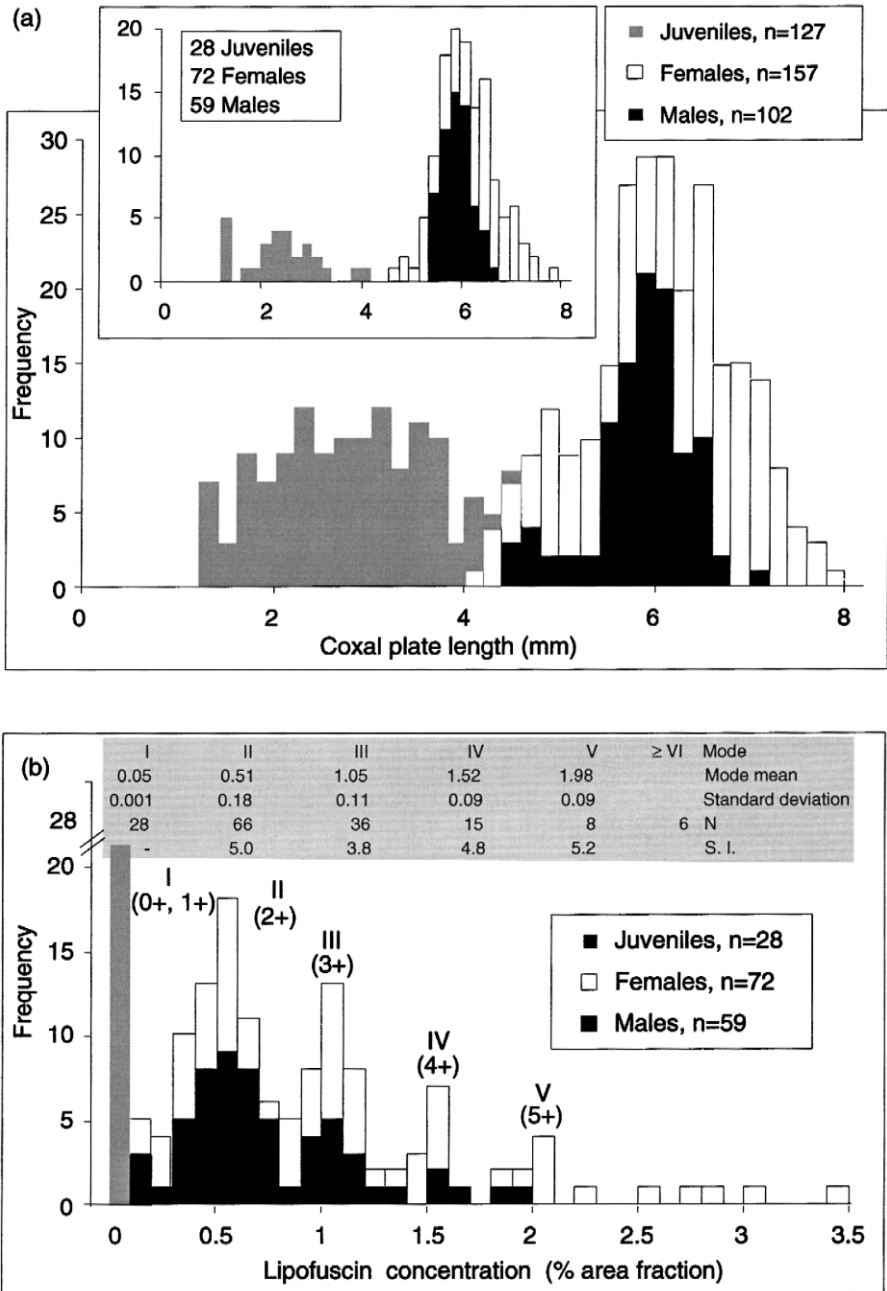 (a)
28 Juveniles
72 Females
59 Males
Juveniles, n=127
Females, n=157
Males, n=102
20
15
10
5
0
0 2 4 6 8
30
25
20
15
10
5
0
Frequency
0 2 4 6 8
Coxal plate length (mm)
(b)
I II III IV V ≥ VI Mode
0.05 0.51 1.05 1.52 1.98 Mode mean
0.001 0.18 0.11 0.09 0.09 Standard deviation
28 66 36 15 8 6 N
- 5.0 3.8 4.8 5.2 S. I.
28
20
15
10
5
0
Frequency
I
(0+, 1+)
II
(2+)
III
(3+)
IV
(4+)
V
(5+)
Juveniles, n=28
Females, n=72
Males, n=59
0 0.5 1 1.5 2 2.5 3 3.5
Lipofuscin concentration (% area fraction)